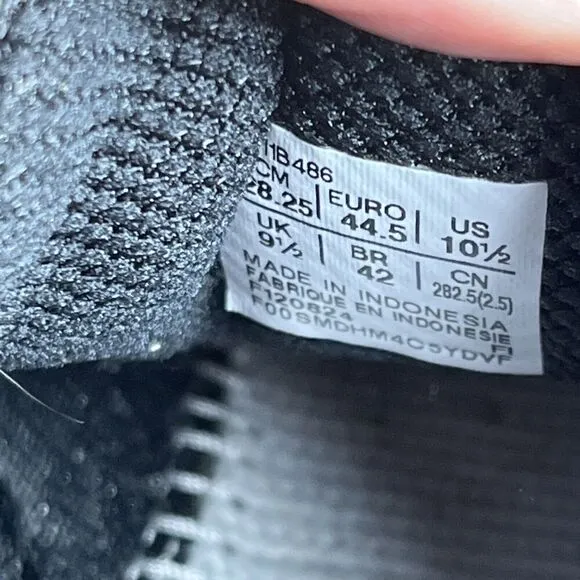 11B486
CM 28.25 | EURO 44.5 | US 10½
UK 9½ | BR 42 | CN 282.5(2.5)
MADE IN INDONESIA
FABRIQUE EN INDONESIE
F120824 FI
F00SMDHM4C5YDVF